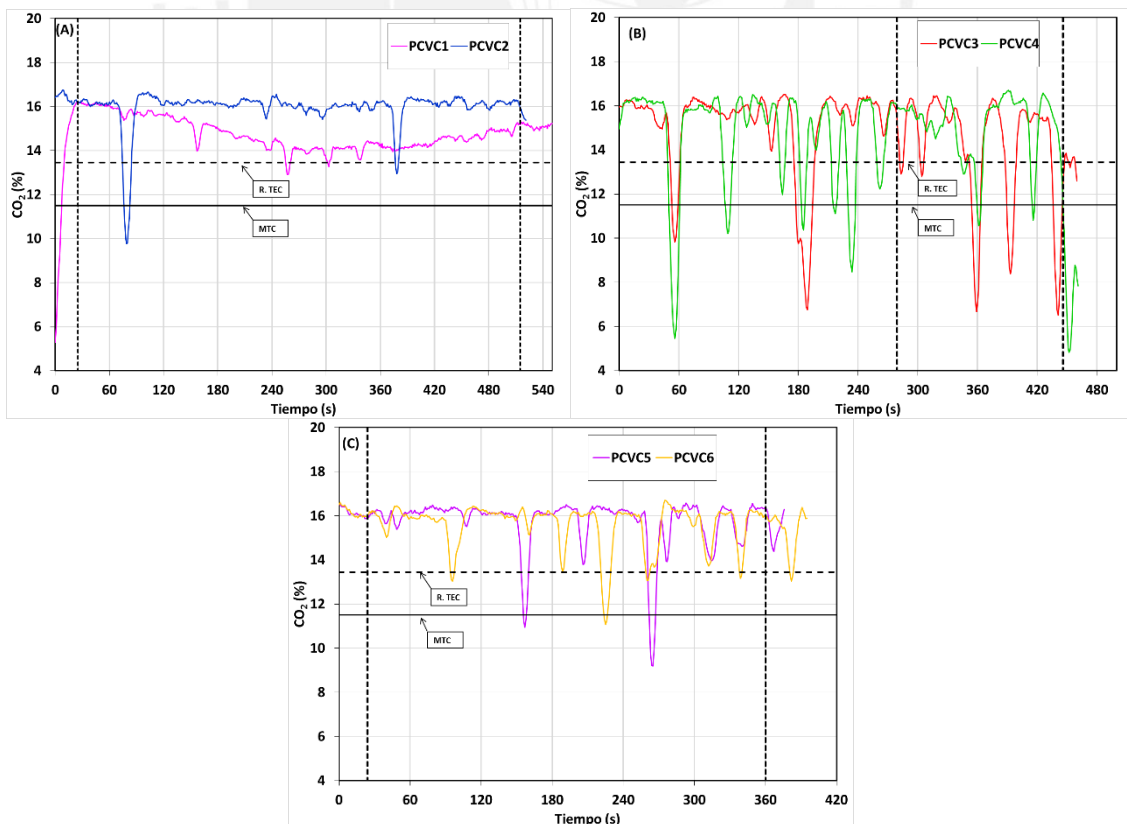 (A)
PCVC1 PCVC2
CO2 (%)
20
18
16
14
12
10
8
6
4
R. TEC
MTC
0 60 120 180 240 300 360 420 480 540
Tiempo (s)
(B)
PCVC3 PCVC4
CO2 (%)
20
18
16
14
12
10
8
6
4
R. TEC
MTC
0 60 120 180 240 300 360 420 480
Tiempo (s)
(C)
PCVC5 PCVC6
CO2 (%)
20
18
16
14
12
10
8
6
4
R. TEC
MTC
0 60 120 180 240 300 360 420
Tiempo (s)